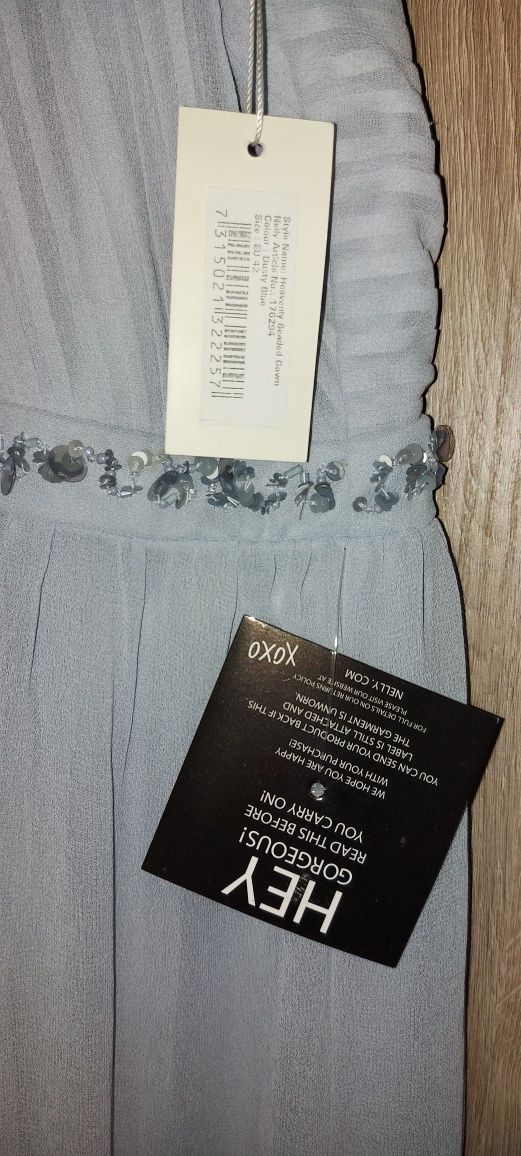 Style Name: Heavenly Beaded Gown
Nelly Article No.: 176294
Colour : Dusty Blue
Size : EU 42
7 315021 322257
HEY
GORGEOUS!
READ THIS BEFORE
YOU CARRY ON!
WE HOPE YOU ARE HAPPY
WITH YOUR PURCHASE!
YOU CAN SEND YOUR PRODUCT BACK IF THIS
LABEL IS STILL ATTACHED AND
THE GARMENT IS UNWORN.
FOR FULL DETAILS ON OUR RETURNS POLICY
PLEASE VISIT OUR WEBSITE AT
NELLY.COM
XOXO